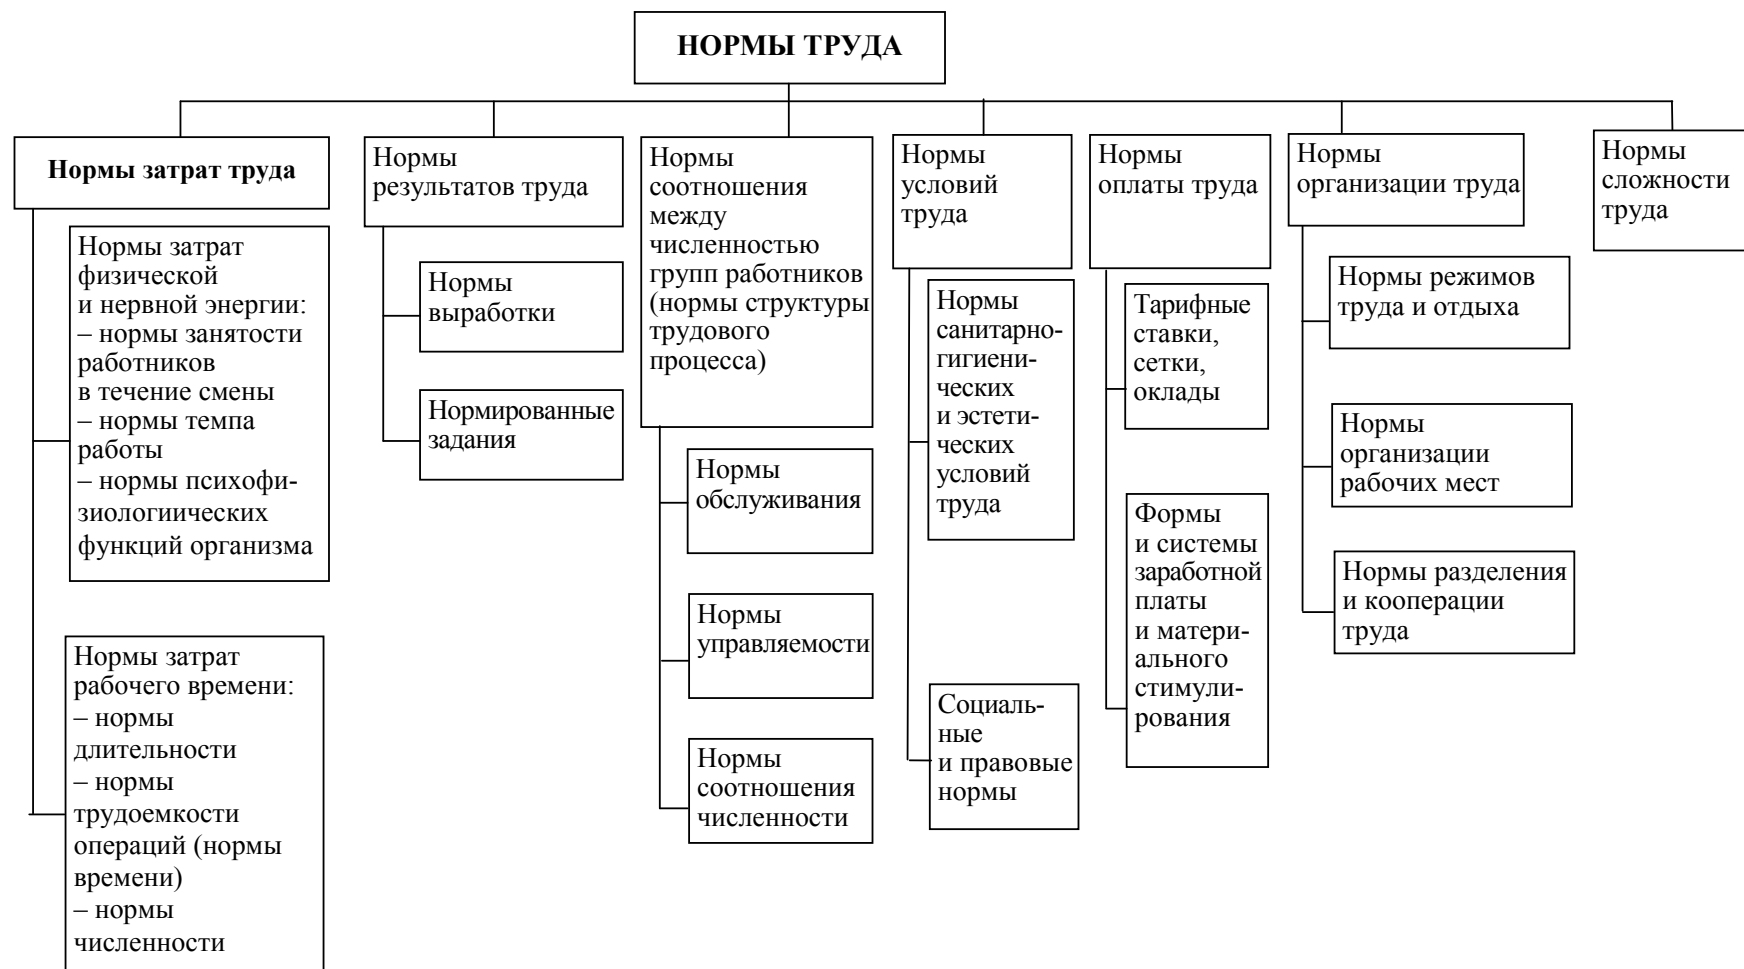 НОРМЫ ТРУДА
Нормы затрат труда
Нормы затрат
физической
и нервной энергии:
– нормы занятости
работников
в течение смены
– нормы темпа
работы
– нормы психофи-
зиологиических
функций организма
Нормы затрат
рабочего времени:
– нормы
длительности
– нормы
трудоемкости
операций (нормы
времени)
– нормы
численности
Нормы
результатов труда
Нормы
выработки
Нормированные
задания
Нормы
соотношения
между
численностью
групп работников
(нормы структуры
трудового
процесса)
Нормы
обслуживания
Нормы
управляемости
Нормы
соотношения
численности
Нормы
условий
труда
Нормы
санитарно-
гигиени-
ческих
и эстети-
ческих
условий
труда
Социаль-
ные
и правовые
нормы
Нормы
оплаты труда
Тарифные
ставки,
сетки,
оклады
Формы
и системы
заработной
платы
и матери-
ального
стимули-
рования
Нормы
организации труда
Нормы режимов
труда и отдыха
Нормы
организации
рабочих мест
Нормы разделения
и кооперации
труда
Нормы
сложности
труда